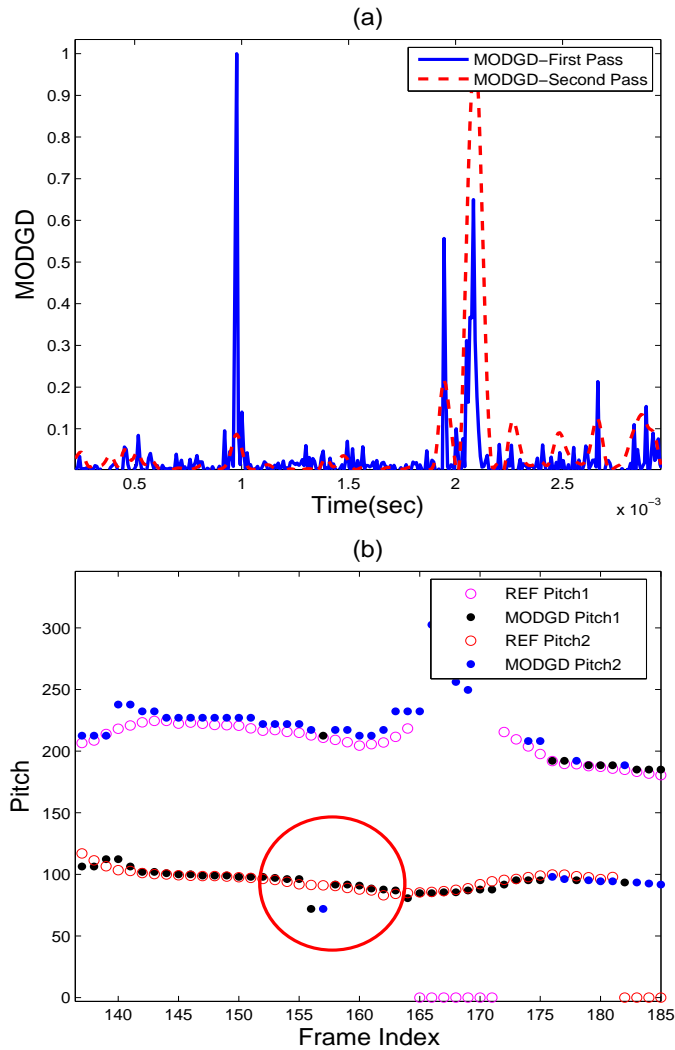 (a)
MODGD
1
0.9
0.8
0.7
0.6
0.5
0.4
0.3
0.2
0.1
MODGD-First Pass
MODGD-Second Pass
0.5 1 1.5 2 2.5
Time(sec)
x 10⁻³
(b)
Pitch
300
250
200
150
100
50
0
REF Pitch1
MODGD Pitch1
REF Pitch2
MODGD Pitch2
140 145 150 155 160 165 170 175 180 185
Frame Index